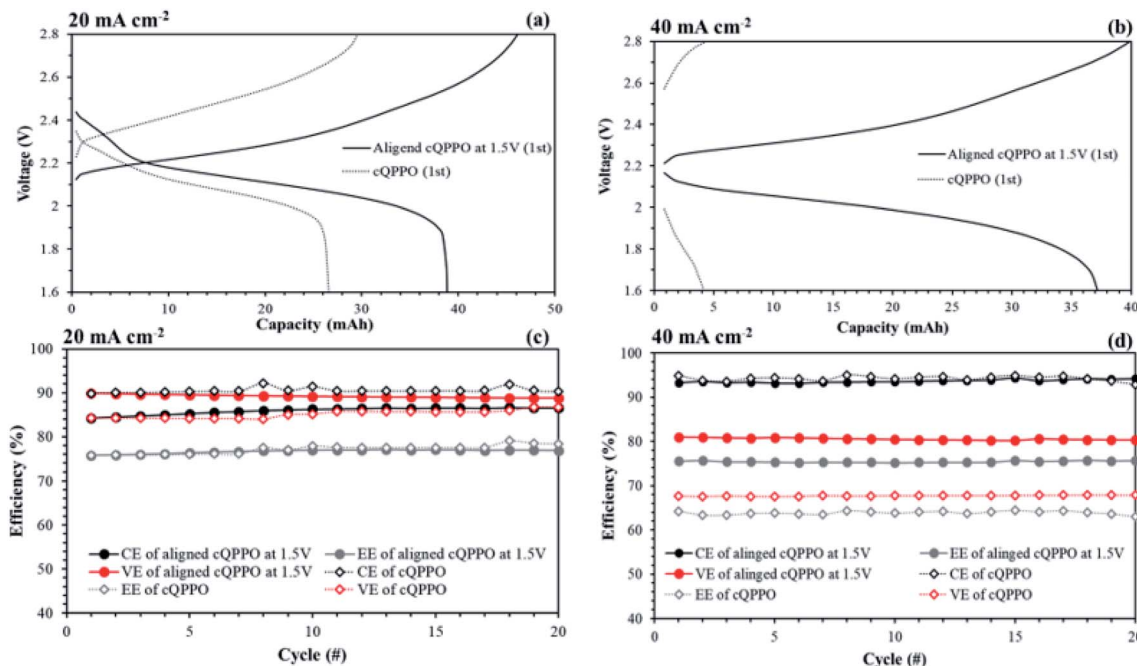 20 mA cm-2
(a)
2.8
2.6
2.4
2.2
2
1.8
1.6
Voltage (V)
Aligend cQPPO at 1.5V (1st)
cQPPO (1st)
0 10 20 30 40 50
Capacity (mAh)
40 mA cm-2
(b)
2.8
2.6
2.4
2.2
2
1.8
1.6
Voltage (V)
Aligned cQPPO at 1.5V (1st)
cQPPO (1st)
0 5 10 15 20 25 30 35 40
Capacity (mAh)
20 mA cm-2
(c)
100
90
80
70
60
50
40
Efficiency (%)
CE of aligned cQPPO at 1.5V
EE of aligned cQPPO at 1.5V
VE of aligned cQPPO at 1.5V
CE of cQPPO
EE of cQPPO
VE of cQPPO
0 5 10 15 20
Cycle (#)
40 mA cm-2
(d)
100
90
80
70
60
50
40
Efficiency (%)
CE of alinged cQPPO at 1.5V
EE of alinged cQPPO at 1.5V
VE of alinged cQPPO at 1.5V
CE of cQPPO
EE of cQPPO
VE of cQPPO
0 5 10 15 20
Cycle (#)